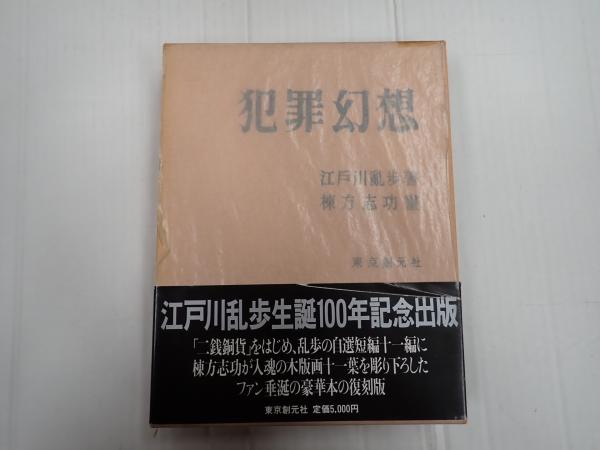 犯罪幻想
江戸川亂歩著
棟方志功
東京創元社
江戸川乱歩生誕100年記念出版
「二銭銅貨」をはじめ、乱歩の自選短編十一編に
棟方志功が入魂の木版画十一葉を彫り下ろした
ファン垂涎の豪華本の復刻版
東京創元社 定価5,000円